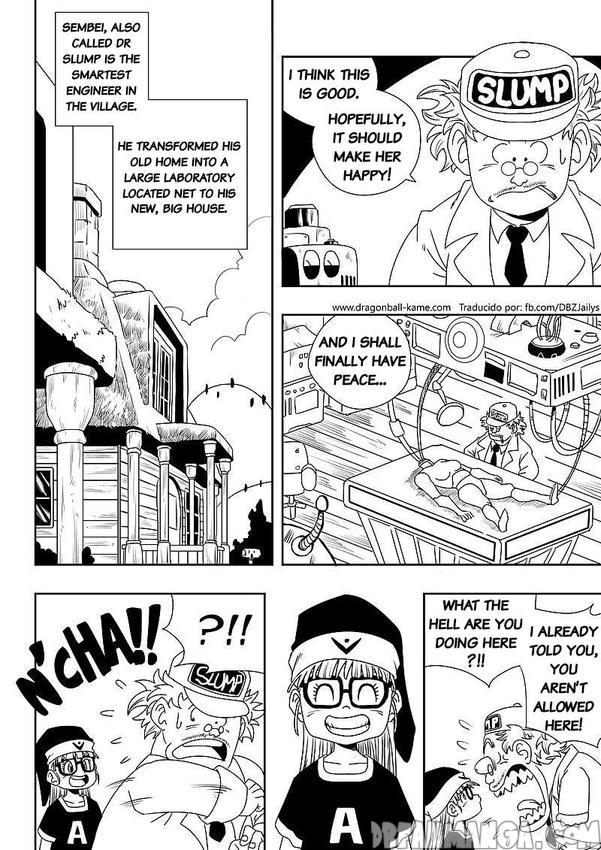 SEMBEI, ALSO
CALLED DR
SLUMP IS THE
SMARTEST
ENGINEER IN
THE VILLAGE.
HE TRANSFORMED HIS
OLD HOME INTO A
LARGE LABORATORY
LOCATED NET TO HIS
NEW, BIG HOUSE.
I THINK THIS
IS GOOD.
HOPEFULLY,
IT SHOULD
MAKE HER
HAPPY!
SLUMP
www.dragonball-kame.com Traducido por: fb.com/DBZJailys
AND I SHALL
FINALLY HAVE
PEACE...
N'CHA!!
?!!
SLUMP
A
A
WHAT THE
HELL ARE YOU
DOING HERE
?!!
I ALREADY
TOLD YOU,
YOU
AREN'T
ALLOWED
HERE!
SLUMP
DBFAILMANGA.COM